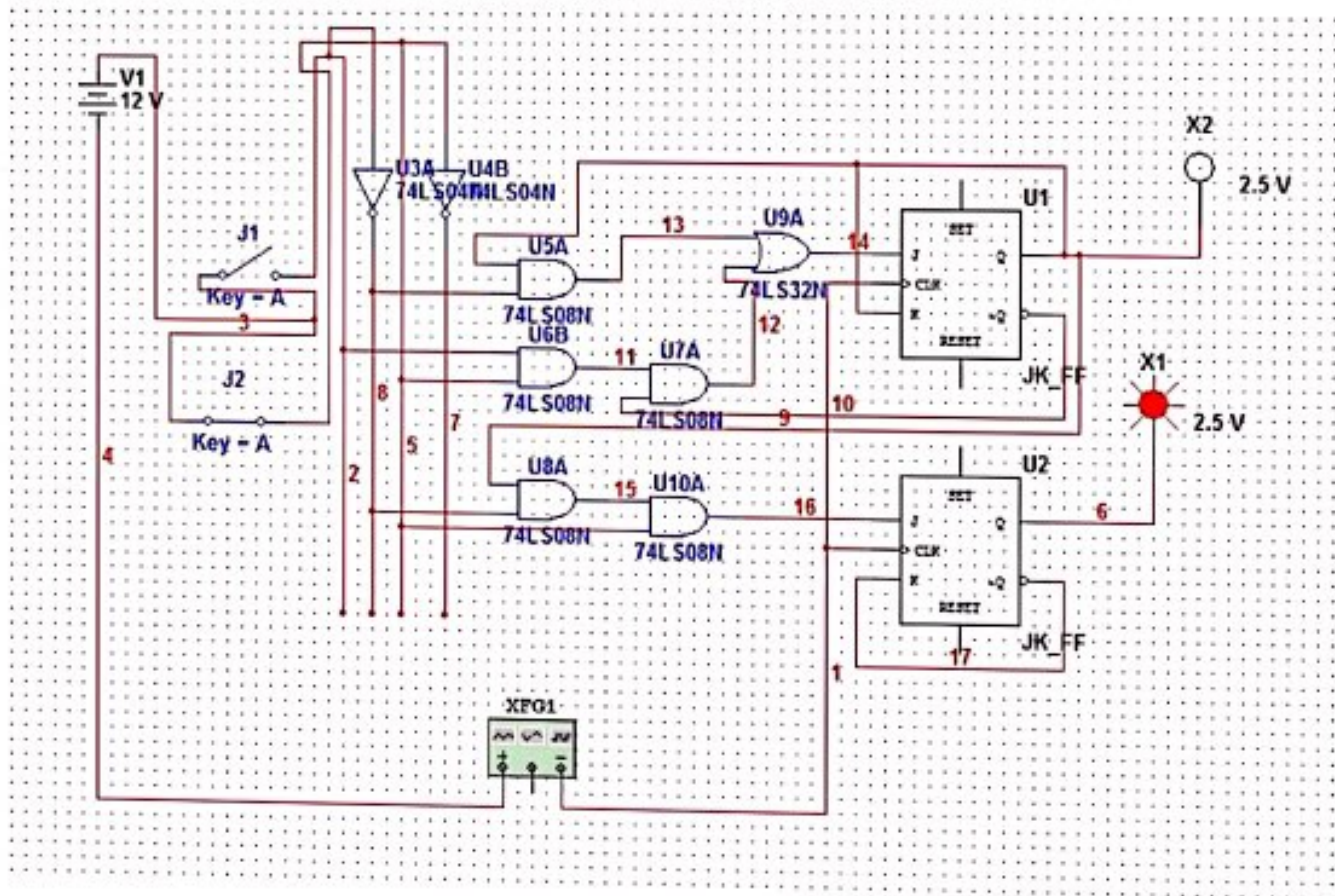 V1
12 V
X2
2.5 V
U3A
74LS04N
U4B
74LS04N
U1
U9A
13
SET
U5A
14
J
Q
J1
74LS32N
CLK
Key = A
74LS08N
K
~Q
3
12
U6B
RESET
11
U7A
X1
J2
JK_FF
8
74LS08N
10
7
74LS08N
9
2.5 V
Key = A
5
4
2
U8A
U2
15
U10A
SET
16
6
J
Q
74LS08N
74LS08N
CLK
K
~Q
RESET
JK_FF
17
1
XFG1
+
−